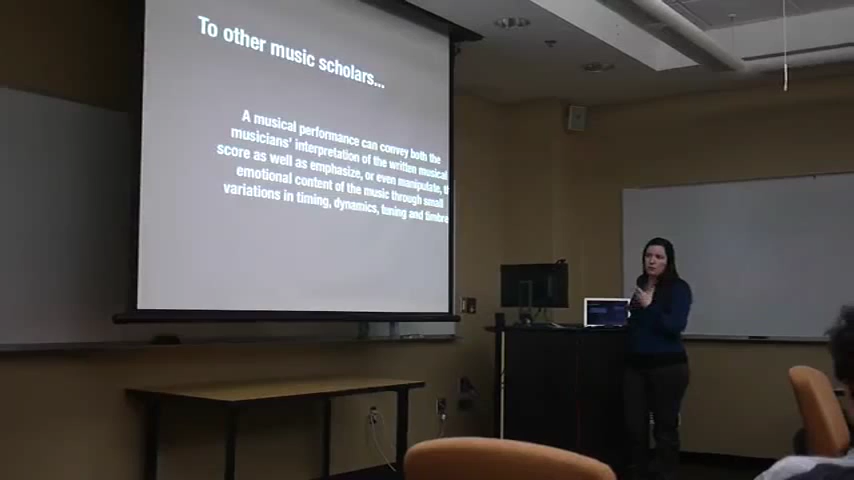 To other music scholars...
A musical performance can convey both the
musicians' interpretation of the written musical
score as well as emphasize, or even manipulate,
emotional content of the music through small
variations in timing, dynamics, tuning and timbre